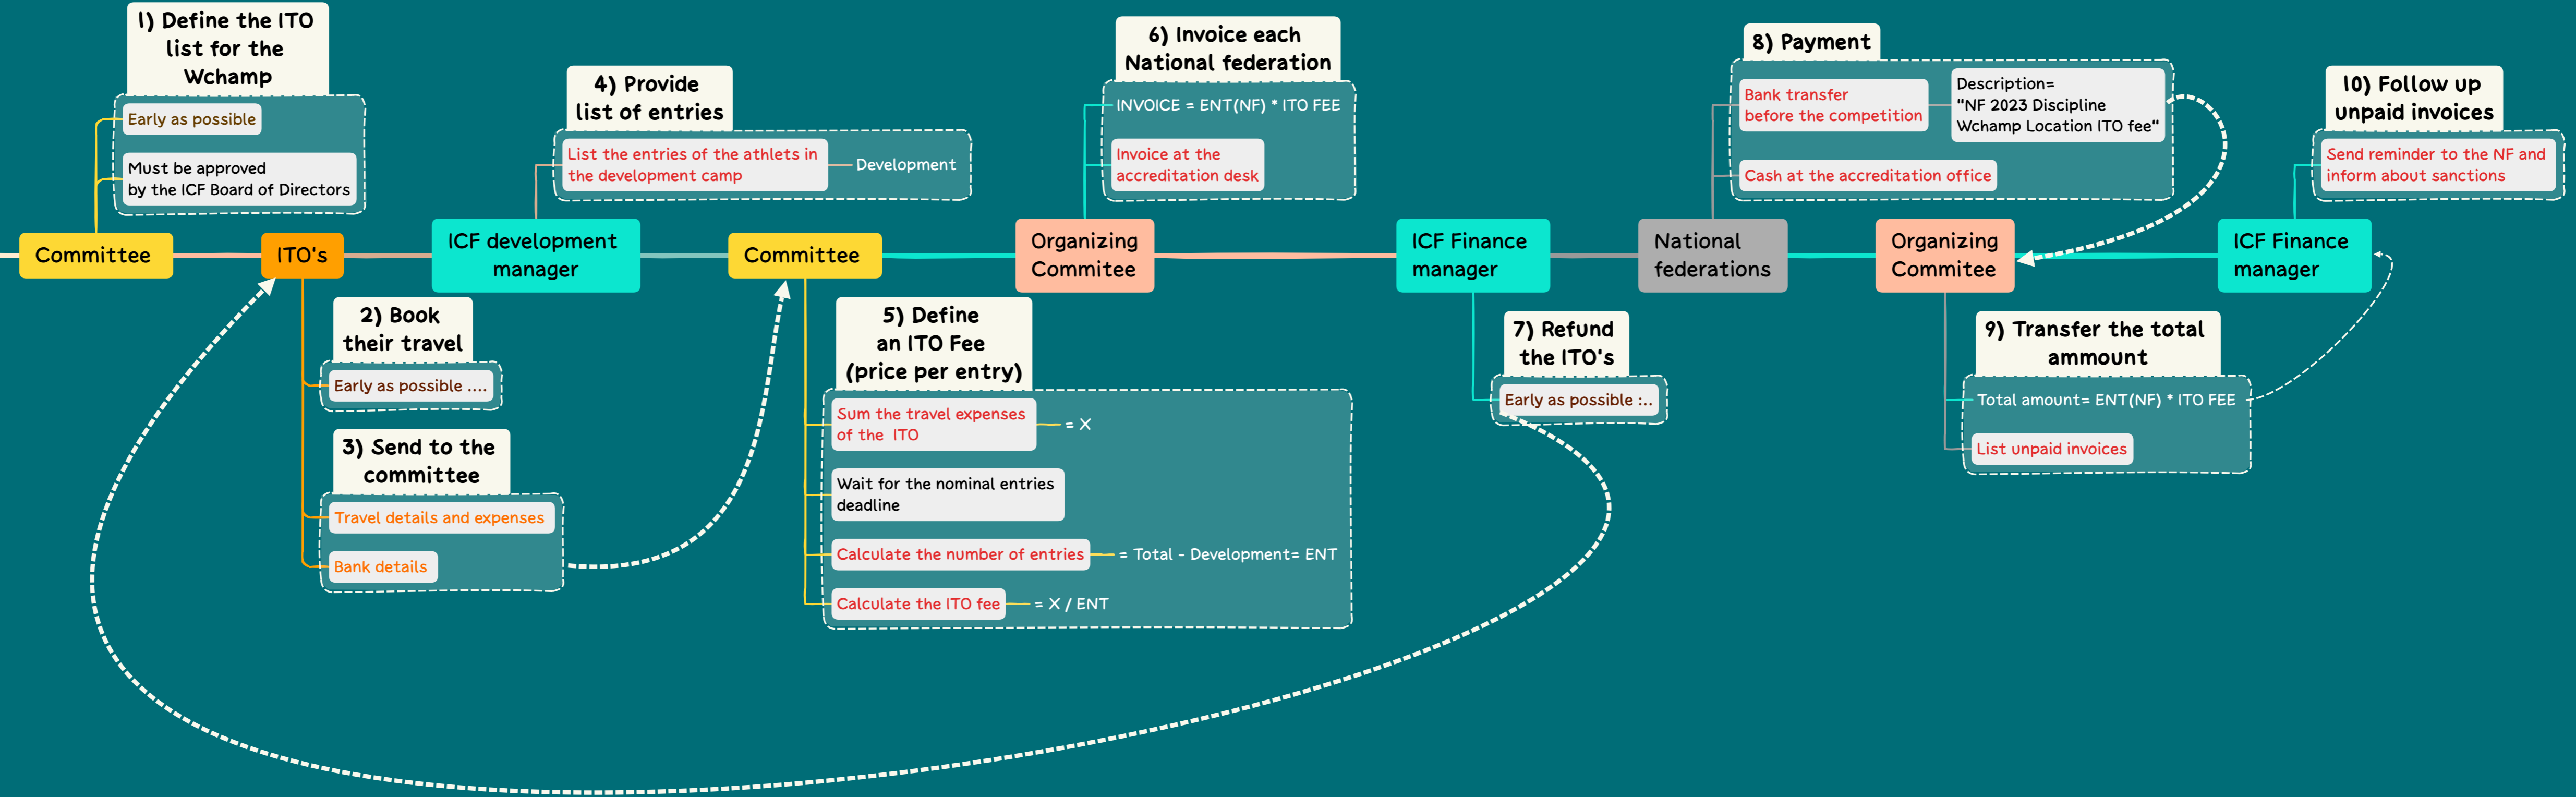 1) Define the ITO
list for the
Wchamp
Early as possible
Must be approved
by the ICF Board of Directors
Committee
ITO's
2) Book
their travel
Early as possible ....
3) Send to the
committee
Travel details and expenses
Bank details
4) Provide
list of entries
List the entries of the athlets in
the development camp
Development
ICF development
manager
Committee
5) Define
an ITO Fee
(price per entry)
Sum the travel expenses
of the ITO
= X
Wait for the nominal entries
deadline
Calculate the number of entries
= Total - Development= ENT
Calculate the ITO fee
= X / ENT
6) Invoice each
National federation
INVOICE = ENT(NF) * ITO FEE
Invoice at the
accreditation desk
Organizing
Commitee
ICF Finance
manager
7) Refund
the ITO's
Early as possible :..
8) Payment
Bank transfer
before the competition
Description=
"NF 2023 Discipline
Wchamp Location ITO fee"
Cash at the accreditation office
National
federations
Organizing
Commitee
9) Transfer the total
ammount
Total amount= ENT(NF) * ITO FEE
List unpaid invoices
10) Follow up
unpaid invoices
Send reminder to the NF and
inform about sanctions
ICF Finance
manager